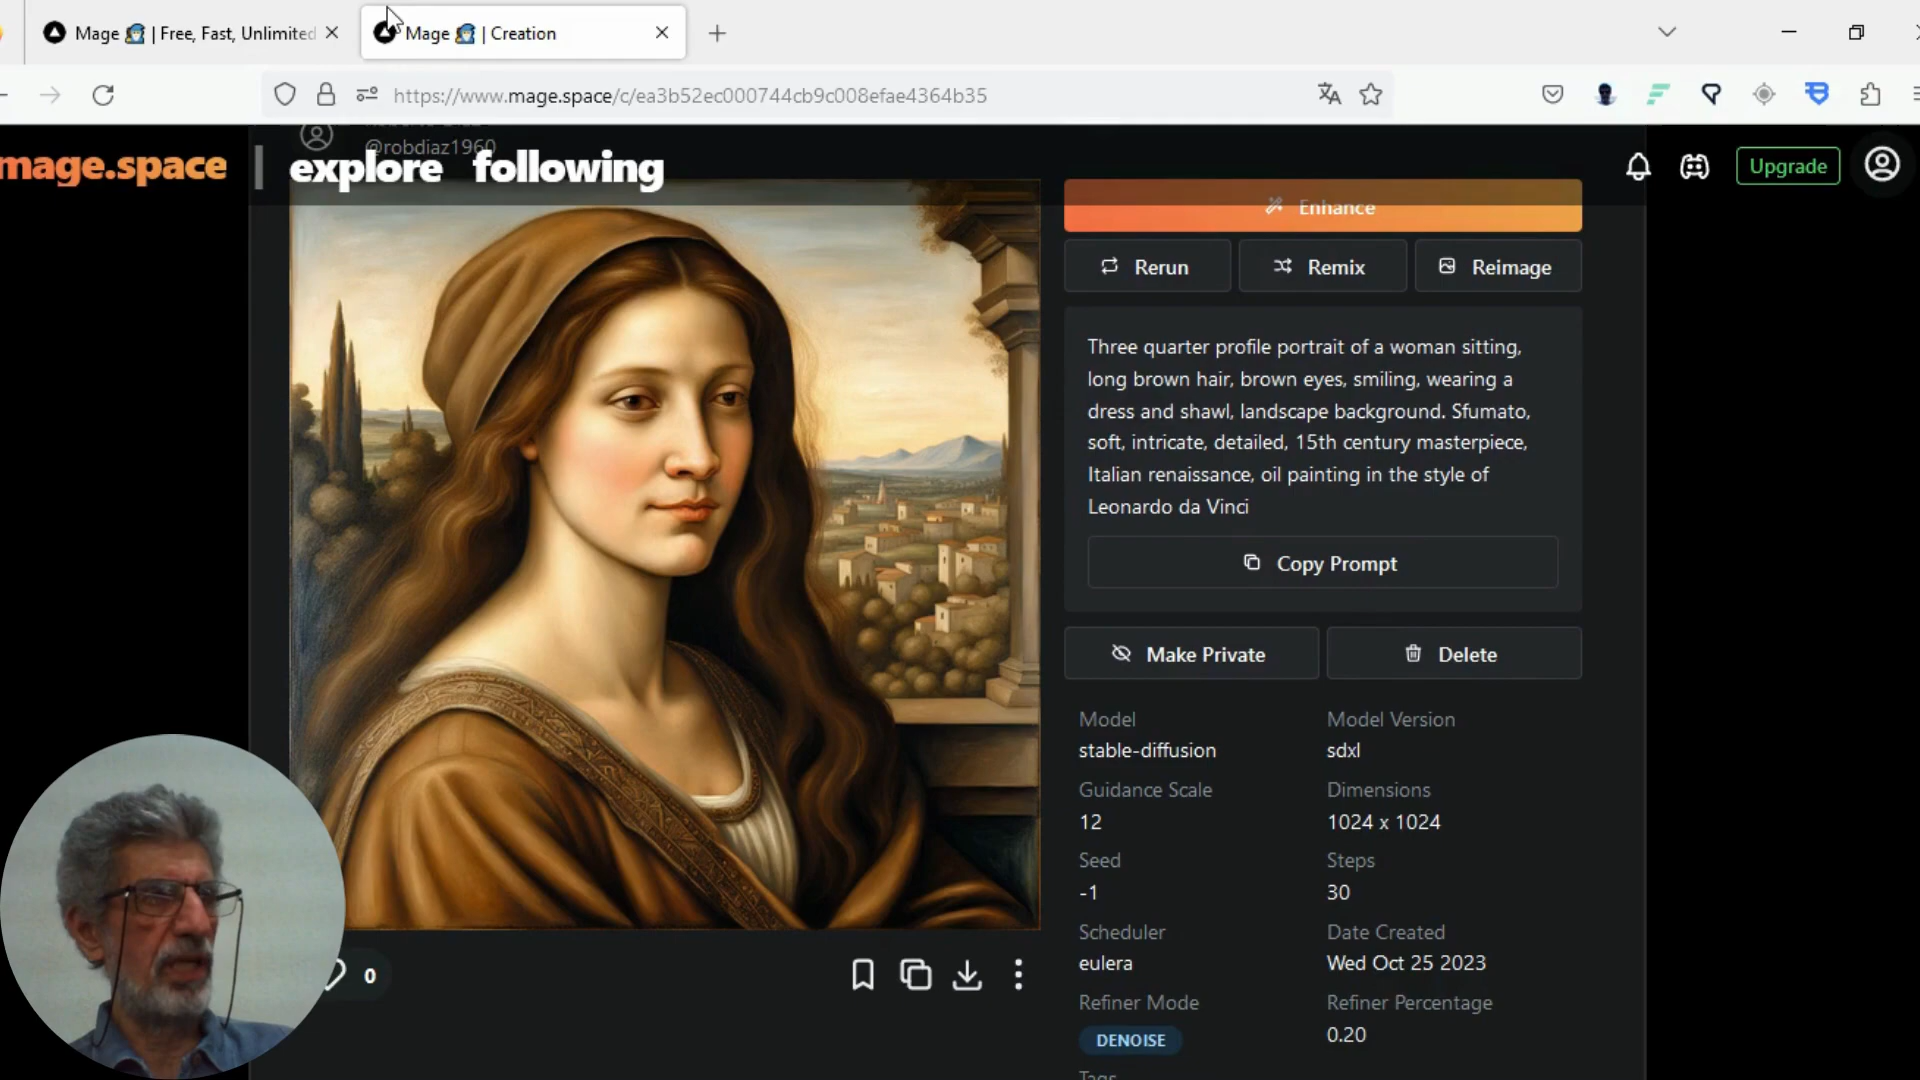 Mage | Free, Fast, Unlimited
Mage | Creation
https://www.mage.space/c/ea3b52ec000744cb9c008efae4364b35
@robdiaz1960
mage.space | explore following
Upgrade
Enhance
Rerun
Remix
Reimage
Three quarter profile portrait of a woman sitting,
long brown hair, brown eyes, smiling, wearing a
dress and shawl, landscape background. Sfumato,
soft, intricate, detailed, 15th century masterpiece,
Italian renaissance, oil painting in the style of
Leonardo da Vinci
Copy Prompt
Make Private
Delete
Model
stable-diffusion
Model Version
sdxl
Guidance Scale
12
Dimensions
1024 x 1024
Seed
-1
Steps
30
Scheduler
eulera
Date Created
Wed Oct 25 2023
Refiner Mode
DENOISE
Refiner Percentage
0.20
Tags
0